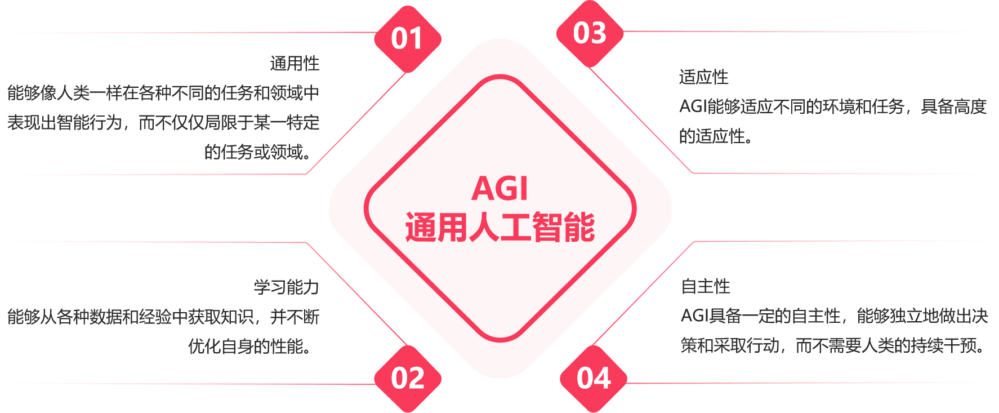 01
通用性
能够像人类一样在各种不同的任务和领域中
表现出智能行为，而不仅仅局限于某一特定
的任务或领域。
02
学习能力
能够从各种数据和经验中获取知识，并不断
优化自身的性能。
AGI
通用人工智能
03
适应性
AGI能够适应不同的环境和任务，具备高度
的适应性。
04
自主性
AGI具备一定的自主性，能够独立地做出决
策和采取行动，而不需要人类的持续干预。